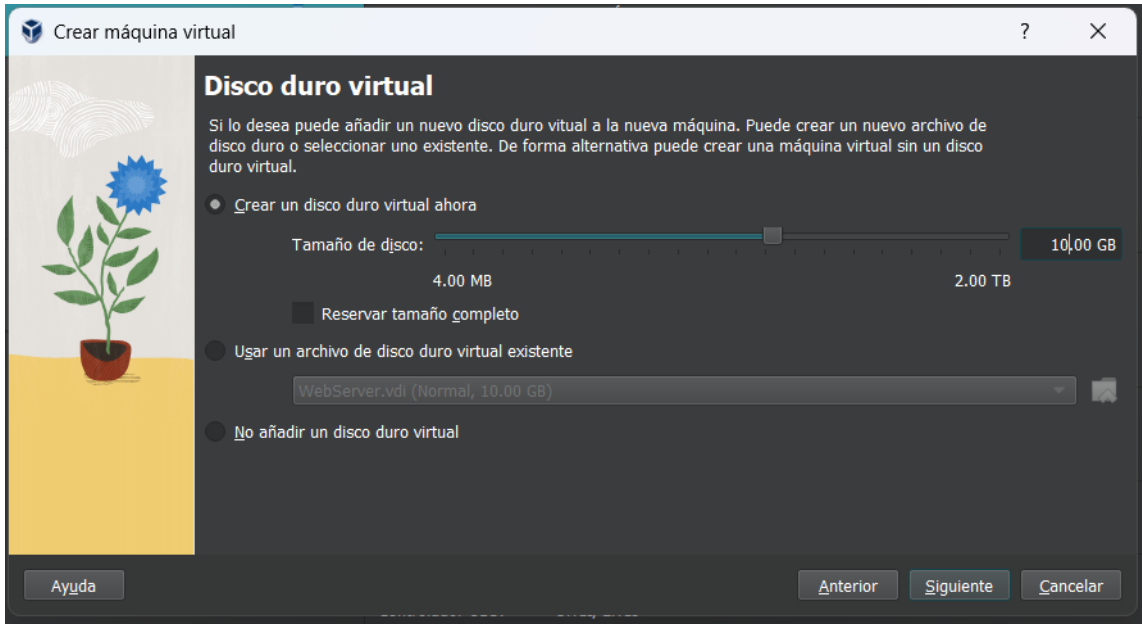 Crear máquina virtual
?
Disco duro virtual
Si lo desea puede añadir un nuevo disco duro vitual a la nueva máquina. Puede crear un nuevo archivo de
disco duro o seleccionar uno existente. De forma alternativa puede crear una máquina virtual sin un disco
duro virtual.
Crear un disco duro virtual ahora
Tamaño de disco:
10.00 GB
4.00 MB
2.00 TB
Reservar tamaño completo
Usar un archivo de disco duro virtual existente
WebServer.vdi (Normal, 10.00 GB)
No añadir un disco duro virtual
Ayuda
Anterior
Siguiente
Cancelar